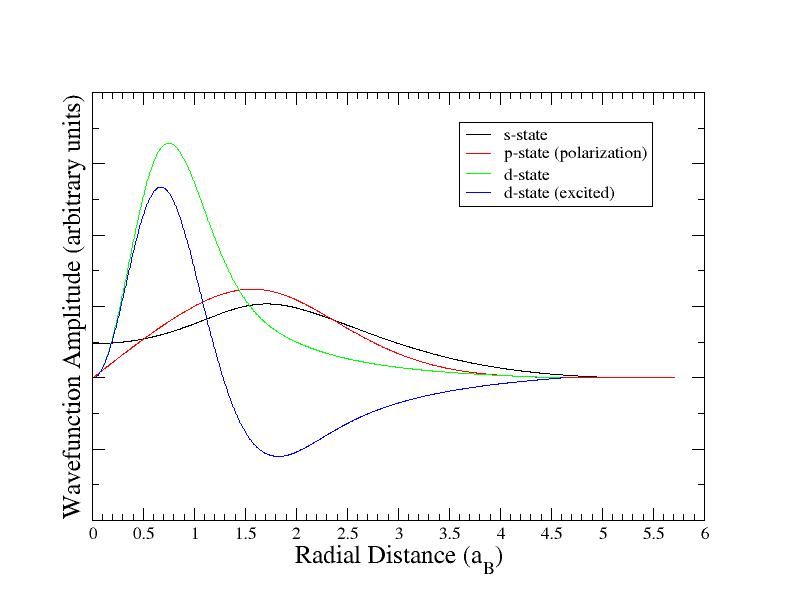 Wavefunction Amplitude (arbitrary units)
s-state
p-state (polarization)
d-state
d-state (excited)
0 0.5 1 1.5 2 2.5 3 3.5 4 4.5 5 5.5 6
Radial Distance (aB)